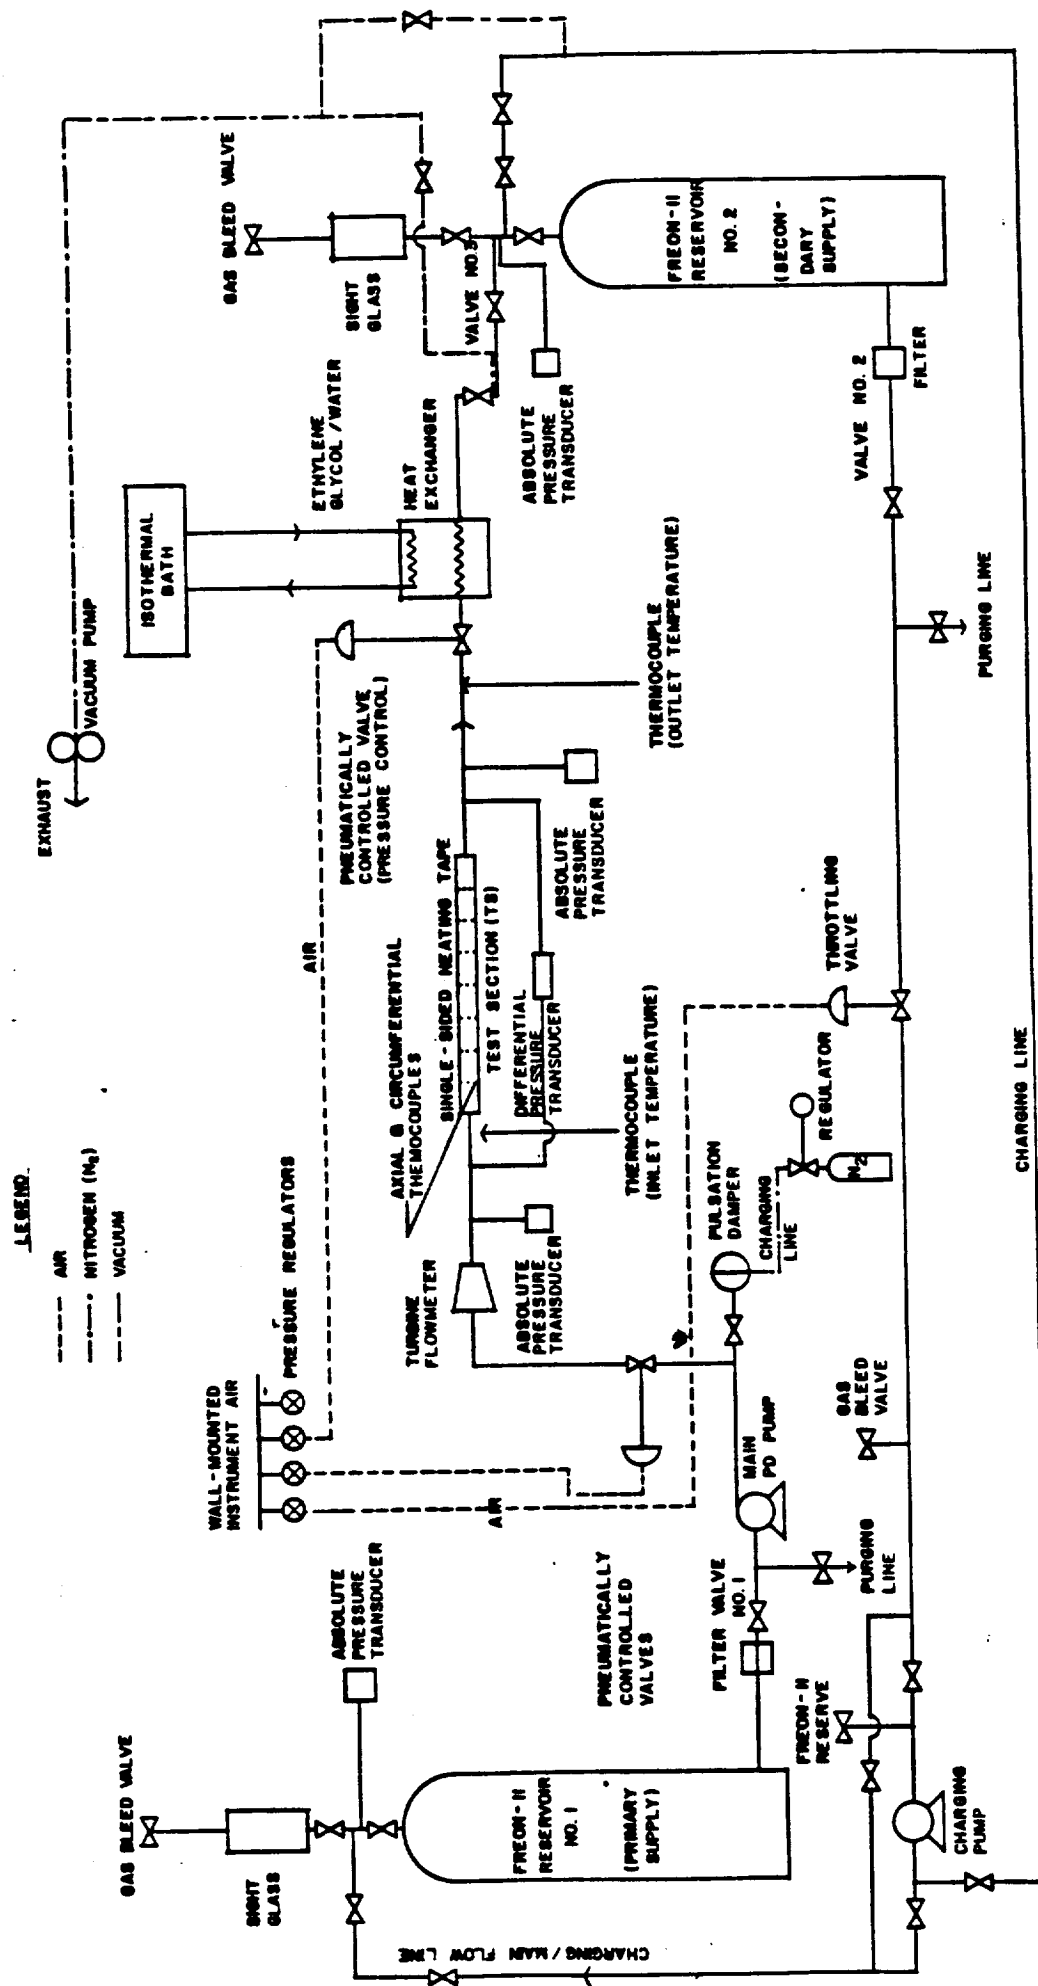 LEGEND
AIR
NITROGEN (N₂)
VACUUM
EXHAUST
VACUUM PUMP
ISOTHERMAL
BATH
ETHYLENE
GLYCOL / WATER
HEAT
EXCHANGER
GAS BLEED VALVE
SIGHT
GLASS
VALVE NO.3
ABSOLUTE
PRESSURE
TRANSDUCER
FREON-11
RESERVOIR
NO. 2
(SECON-
DARY
SUPPLY)
VALVE NO. 2
FILTER
PURGING LINE
WALL-MOUNTED
INSTRUMENT AIR
PRESSURE REGULATORS
AIR
PNEUMATICALLY
CONTROLLED VALVE
(PRESSURE CONTROL)
AXIAL & CIRCUMFERENTIAL
THEMOCOUPLES
SINGLE-SIDED HEATING TAPE
TEST SECTION (TS)
TURBINE
FLOWMETER
ABSOLUTE
PRESSURE
TRANSDUCER
DIFFERENTIAL
PRESSURE
TRANSDUCER
ABSOLUTE
PRESSURE
TRANSDUCER
THERMOCOUPLE
(INLET TEMPERATURE)
THERMOCOUPLE
(OUTLET TEMPERATURE)
AIR
PULSATION
DAMPER
CHARGING
LINE
REGULATOR
N2
THROTTLING
VALVE
GAS BLEED VALVE
SIGHT
GLASS
ABSOLUTE
PRESSURE
TRANSDUCER
FREON-11
RESERVOIR
NO. 1
(PRIMARY
SUPPLY)
PNEUMATICALLY
CONTROLLED
VALVES
FILTER VALVE
NO. 1
MAIN
PD PUMP
PURGING
LINE
GAS
BLEED
VALVE
FREON-11
RESERVE
CHARGING
PUMP
CHARGING / MAIN FLOW LINE
CHARGING LINE